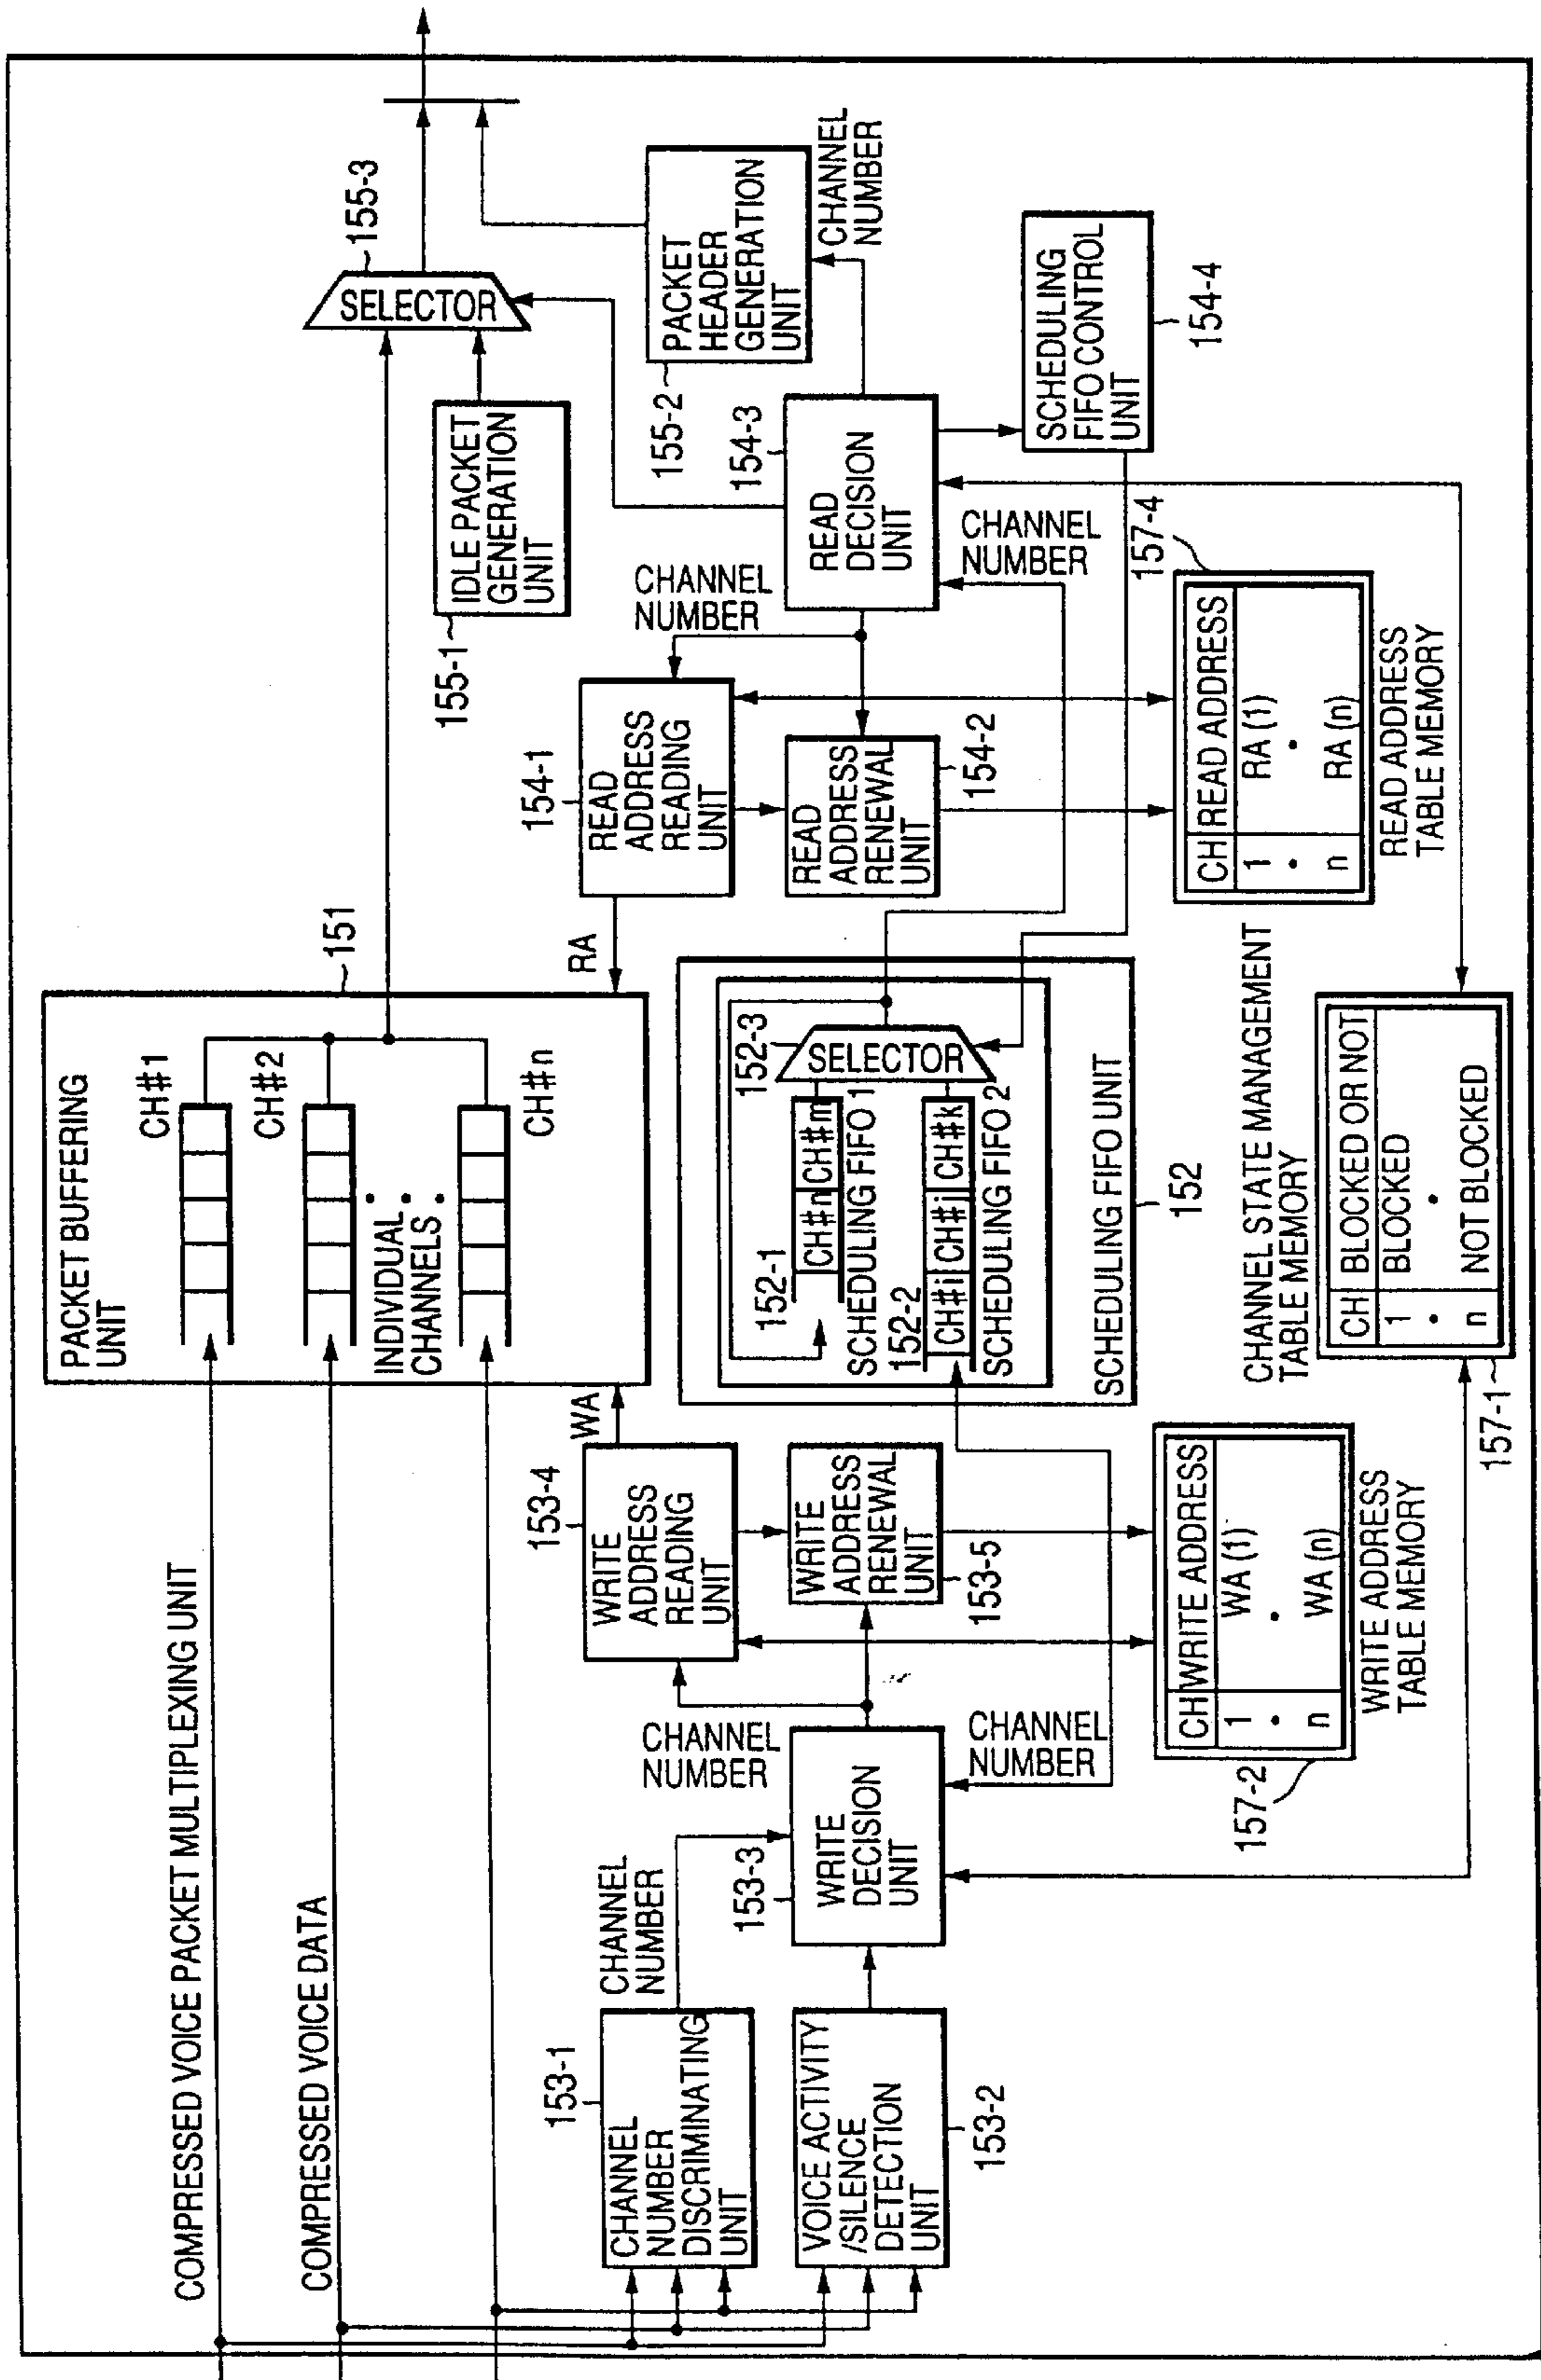 COMPRESSED VOICE PACKET MULTIPLEXING UNIT
COMPRESSED VOICE DATA
153-1
CHANNEL
NUMBER
DISCRIMINATING
UNIT
VOICE ACTIVITY
/SILENCE
DETECTION
UNIT
153-2
CHANNEL
NUMBER
153-3
WRITE
DECISION
UNIT
CHANNEL
NUMBER
CHANNEL
NUMBER
153-4
WRITE
ADDRESS
READING
UNIT
WA
WRITE
ADDRESS
RENEWAL
UNIT
153-5
157-2
CH WRITE ADDRESS
1 WA (1)
n WA (n)
WRITE ADDRESS
TABLE MEMORY
PACKET BUFFERING
UNIT
151
CH#1
CH#2
INDIVIDUAL
CHANNELS
CH#n
152-1
CH#n CH#m
SCHEDULING FIFO 1
152-2
CH#i CH#j CH#k
SCHEDULING FIFO 2
152-3
SELECTOR
SCHEDULING FIFO UNIT
152
CHANNEL STATE MANAGEMENT
TABLE MEMORY
CH BLOCKED OR NOT
1 BLOCKED
n NOT BLOCKED
157-1
RA
154-1
READ
ADDRESS
READING
UNIT
READ
ADDRESS
RENEWAL
UNIT
154-2
157-4
CH READ ADDRESS
1 RA (1)
n RA (n)
READ ADDRESS
TABLE MEMORY
CHANNEL
NUMBER
CHANNEL
NUMBER
154-3
READ
DECISION
UNIT
155-1
IDLE PACKET
GENERATION
UNIT
SELECTOR
155-3
155-2
PACKET
HEADER
GENERATION
UNIT
CHANNEL
NUMBER
SCHEDULING
FIFO CONTROL
UNIT
154-4